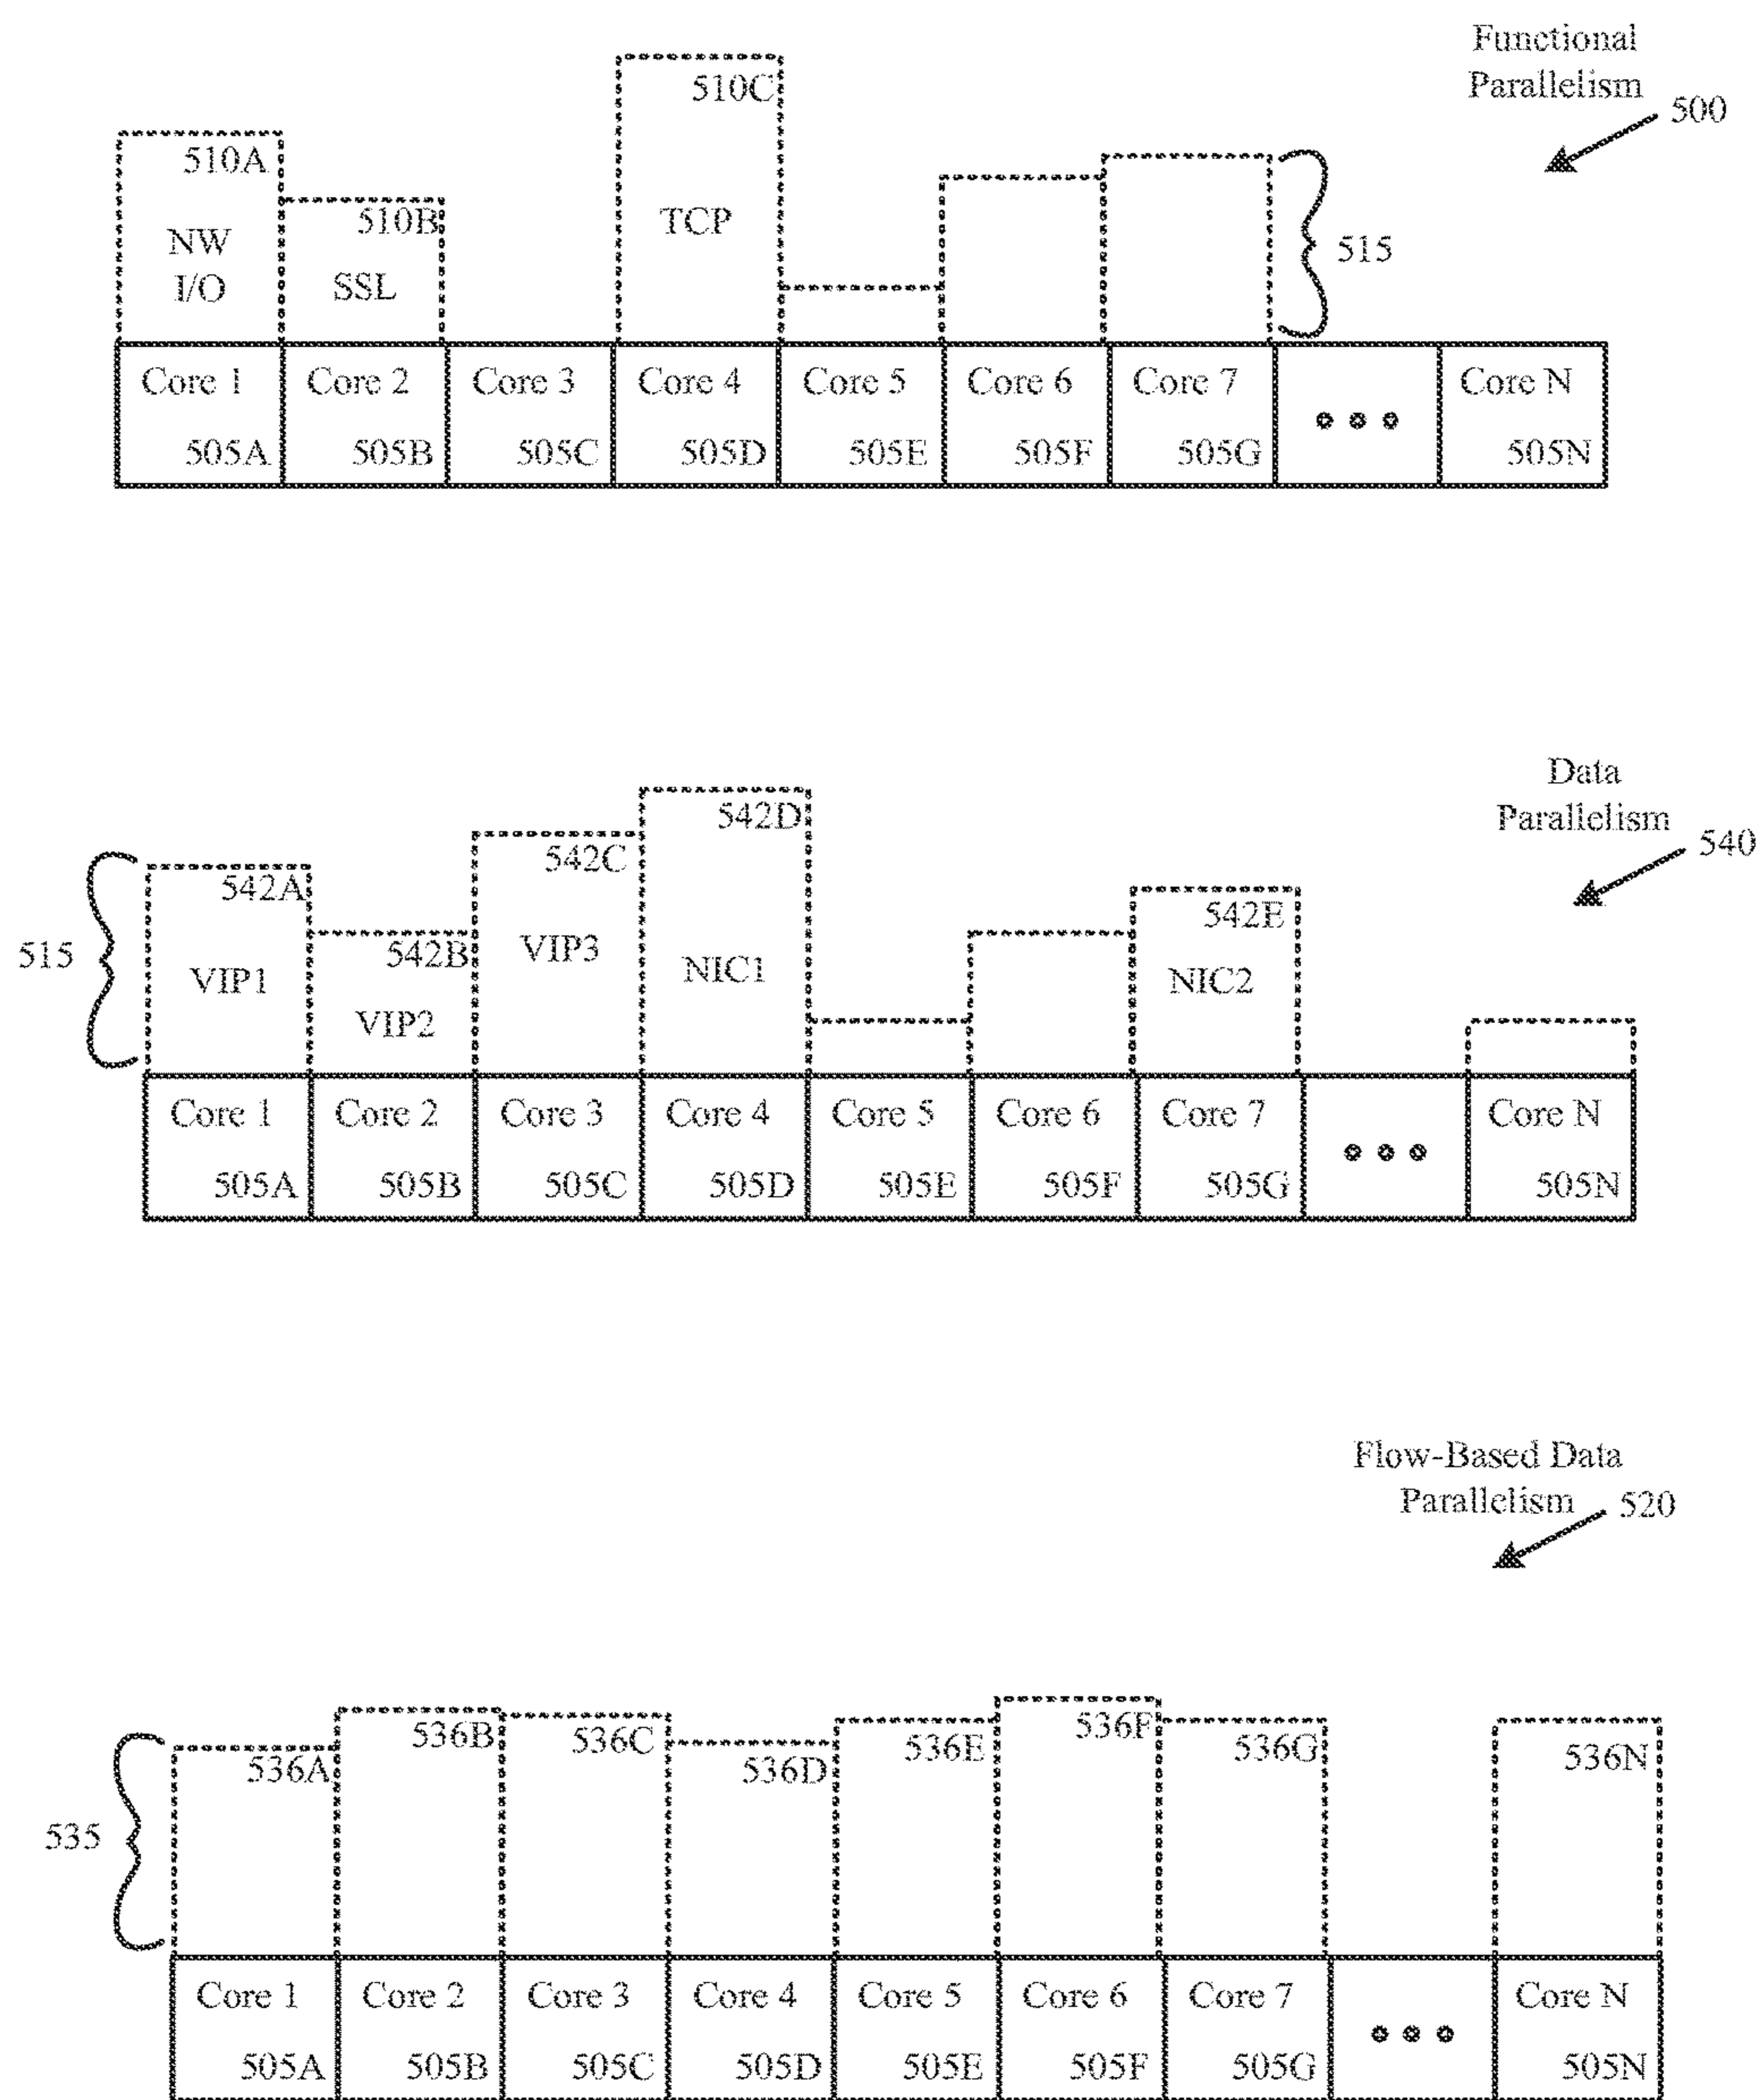 Functional
Parallelism
500
510A
NW
I/O
510B
SSL
510C
TCP
515
Core 1 Core 2 Core 3 Core 4 Core 5 Core 6 Core 7 Core N
505A 505B 505C 505D 505E 505F 505G 505N
Data
Parallelism
540
515
542A
VIP1
542B
VIP2
542C
VIP3
542D
NIC1
542E
NIC2
Core 1 Core 2 Core 3 Core 4 Core 5 Core 6 Core 7 Core N
505A 505B 505C 505D 505E 505F 505G 505N
Flow-Based Data
Parallelism
520
535
536A 536B 536C 536D 536E 536F 536G 536N
Core 1 Core 2 Core 3 Core 4 Core 5 Core 6 Core 7 Core N
505A 505B 505C 505D 505E 505F 505G 505N